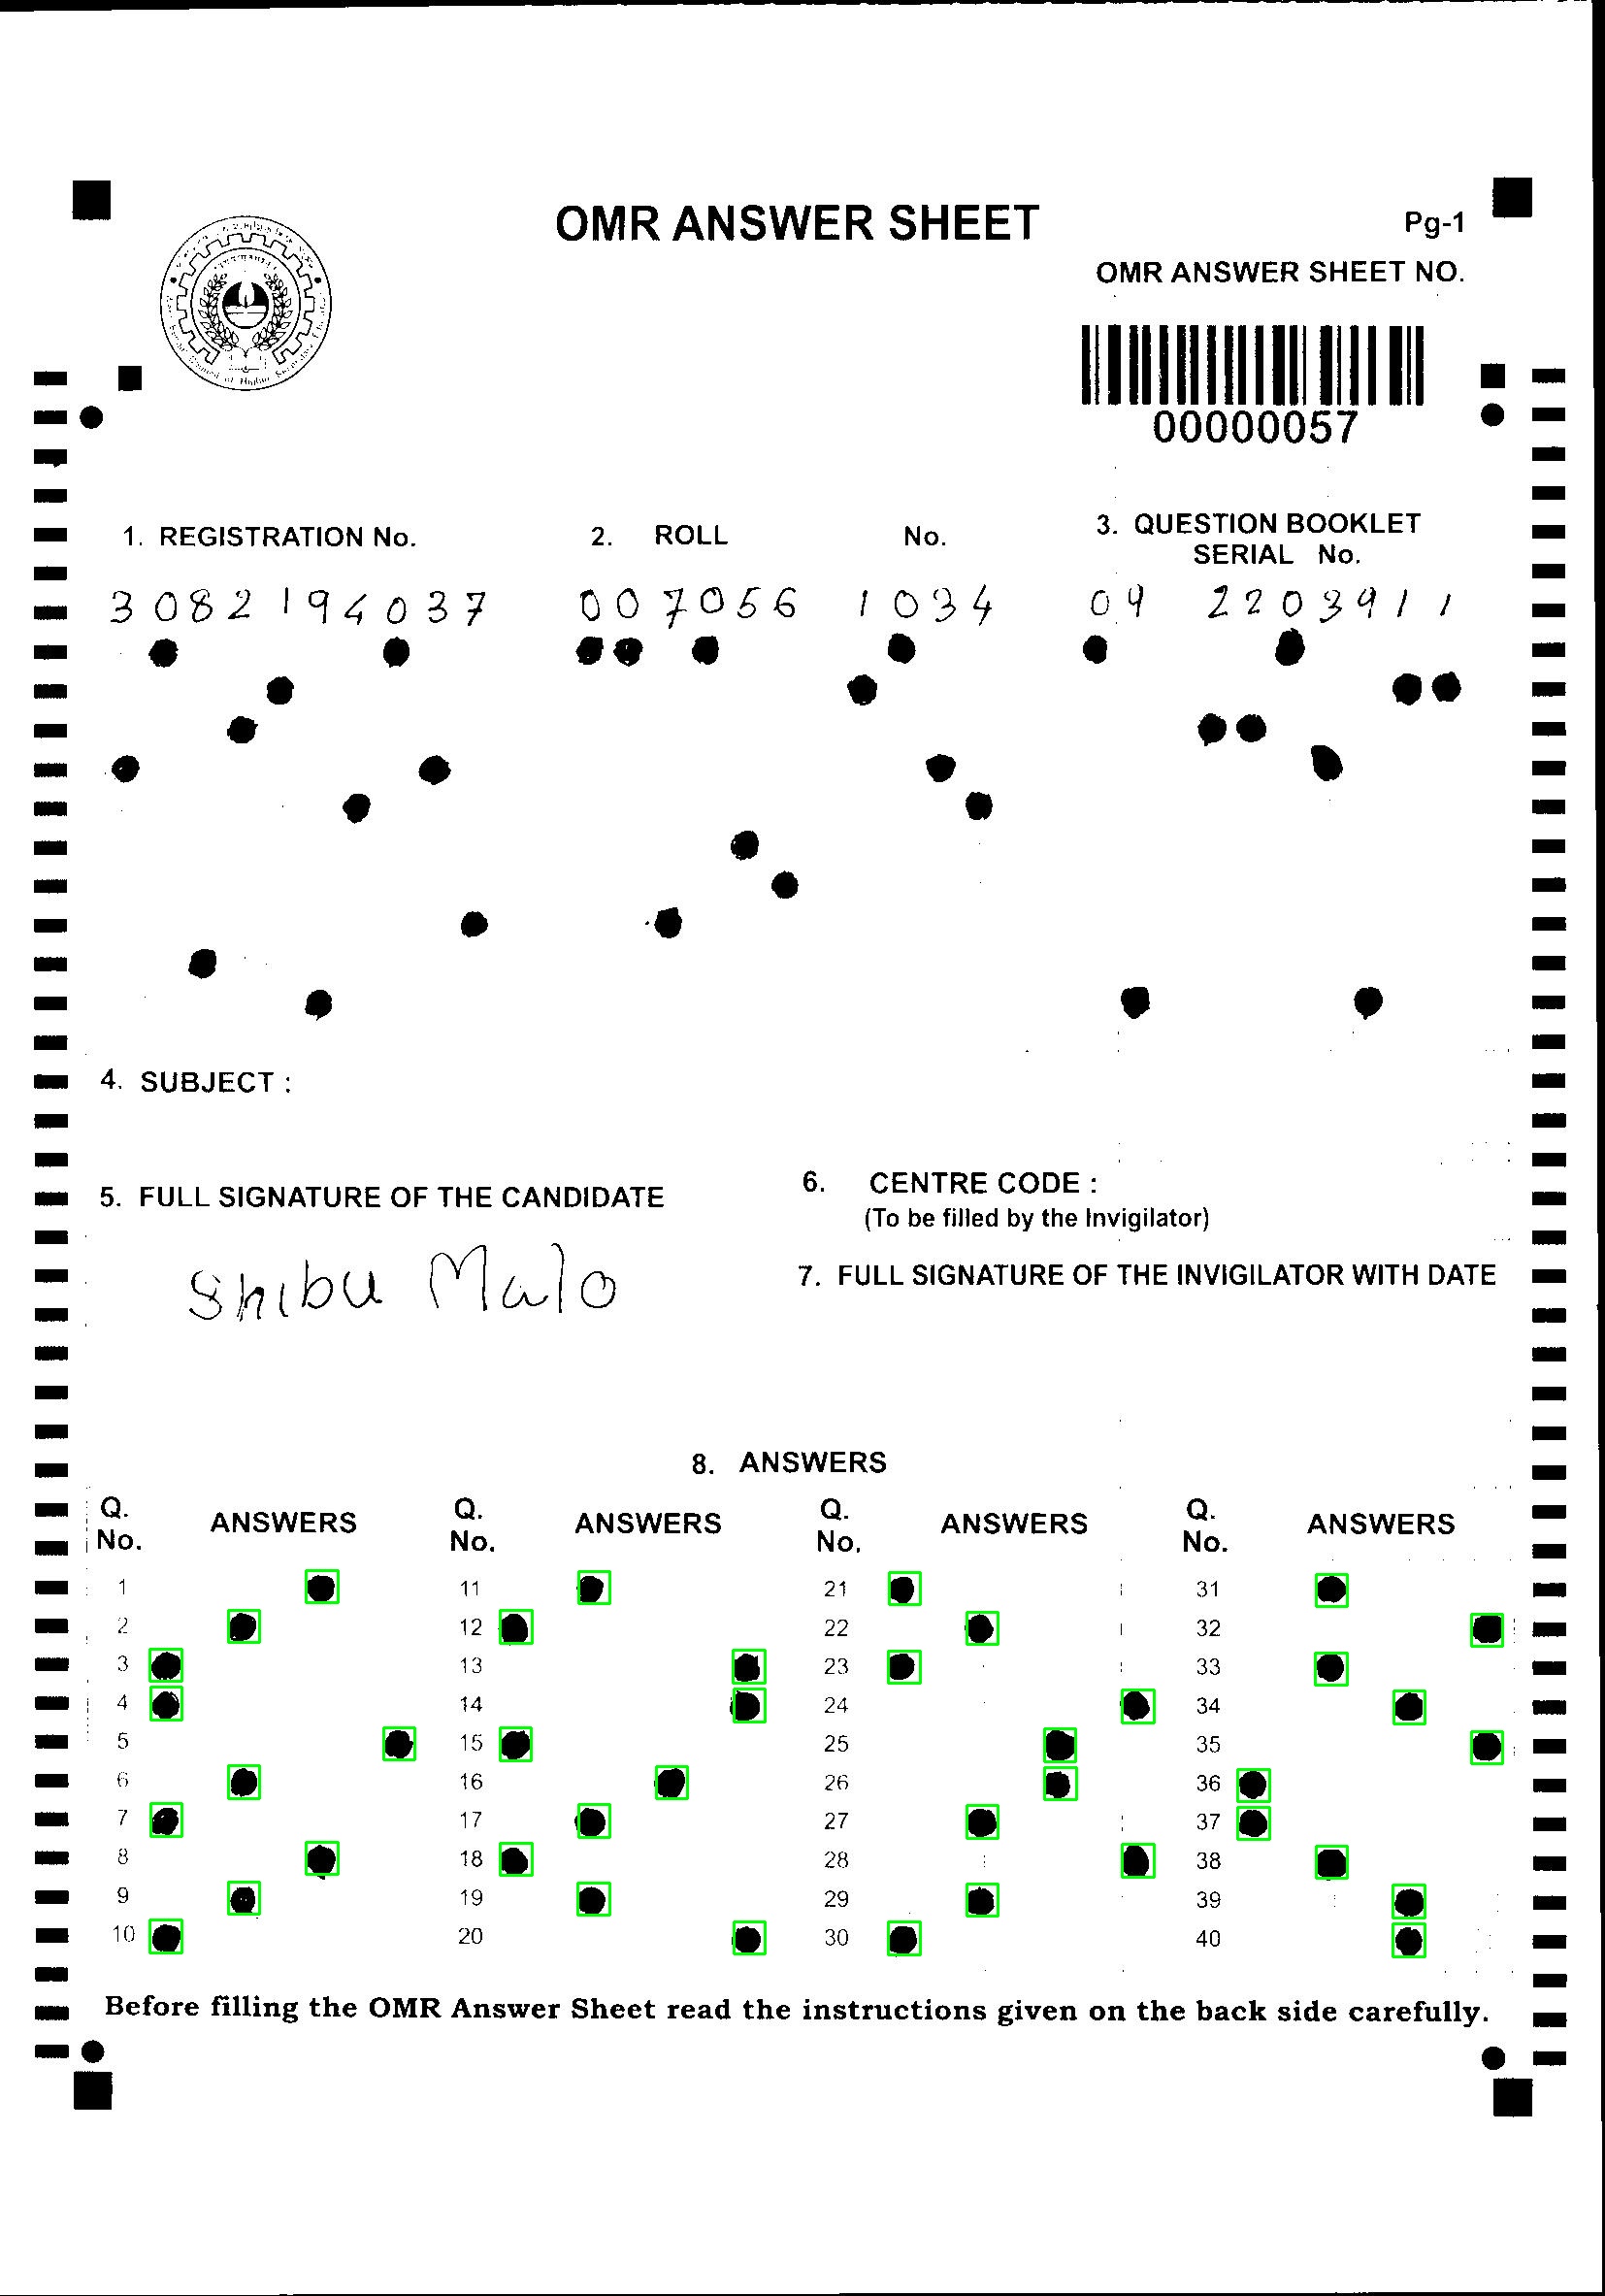 OMR ANSWER SHEET
Pg-1
OMR ANSWER SHEET NO.
00000057
1. REGISTRATION No.
2. ROLL No.
3. QUESTION BOOKLET
SERIAL No.
3082194037
007056 1034
04 2203911
4. SUBJECT :
5. FULL SIGNATURE OF THE CANDIDATE
6. CENTRE CODE :
(To be filled by the Invigilator)
Shibu Malo
7. FULL SIGNATURE OF THE INVIGILATOR WITH DATE
8. ANSWERS
Q. No. ANSWERS Q. No. ANSWERS Q. No. ANSWERS Q. No. ANSWERS
1 11 21 31
2 12 22 32
3 13 23 33
4 14 24 34
5 15 25 35
6 16 26 36
7 17 27 37
8 18 28 38
9 19 29 39
10 20 30 40
Before filling the OMR Answer Sheet read the instructions given on the back side carefully.